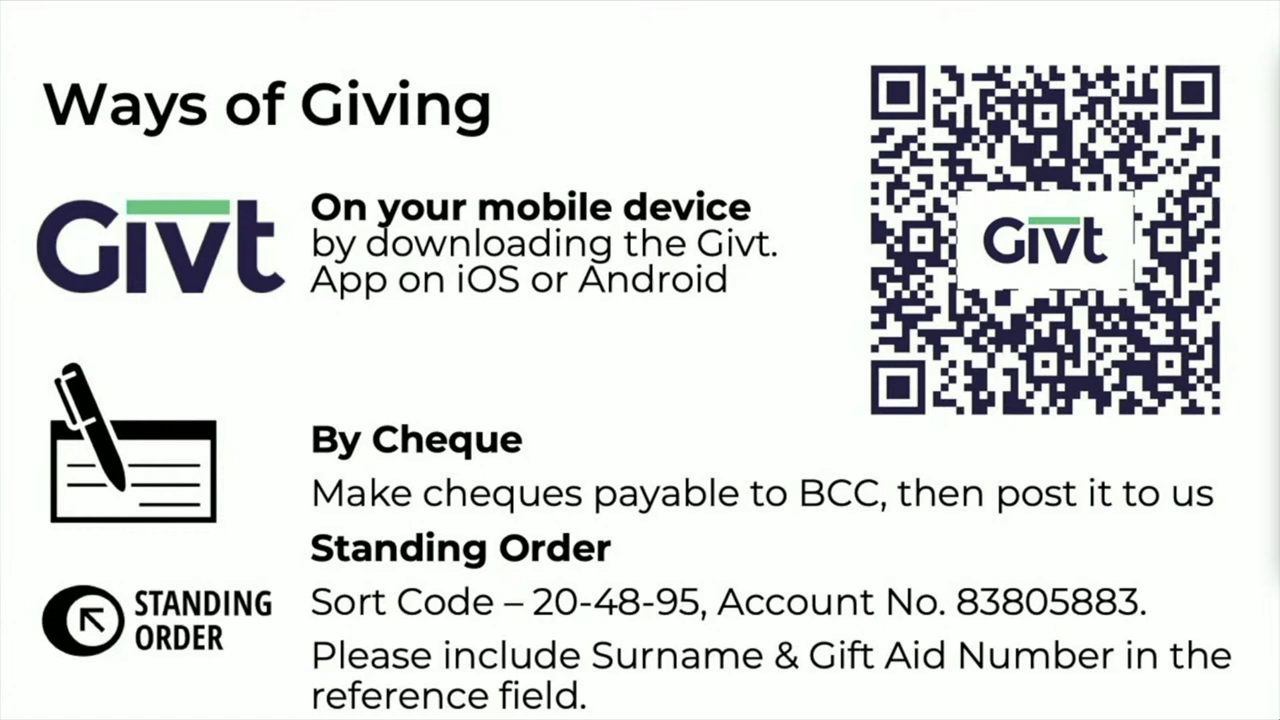 Ways of Giving
Givt
On your mobile device
by downloading the Givt.
App on iOS or Android
Givt
By Cheque
Make cheques payable to BCC, then post it to us
Standing Order
STANDING
ORDER
Sort Code – 20-48-95, Account No. 83805883.
Please include Surname & Gift Aid Number in the
reference field.